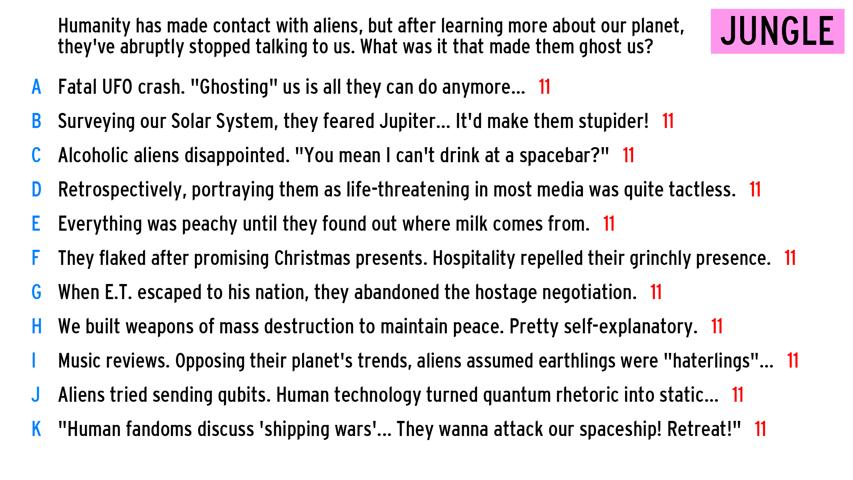 Humanity has made contact with aliens, but after learning more about our planet,
they've abruptly stopped talking to us. What was it that made them ghost us?
JUNGLE
A Fatal UFO crash. "Ghosting" us is all they can do anymore... 11
B Surveying our Solar System, they feared Jupiter... It'd make them stupider! 11
C Alcoholic aliens disappointed. "You mean I can't drink at a spacebar?" 11
D Retrospectively, portraying them as life-threatening in most media was quite tactless. 11
E Everything was peachy until they found out where milk comes from. 11
F They flaked after promising Christmas presents. Hospitality repelled their grinchly presence. 11
G When E.T. escaped to his nation, they abandoned the hostage negotiation. 11
H We built weapons of mass destruction to maintain peace. Pretty self-explanatory. 11
I Music reviews. Opposing their planet's trends, aliens assumed earthlings were "haterlings"... 11
J Aliens tried sending qubits. Human technology turned quantum rhetoric into static... 11
K "Human fandoms discuss 'shipping wars'... They wanna attack our spaceship! Retreat!" 11